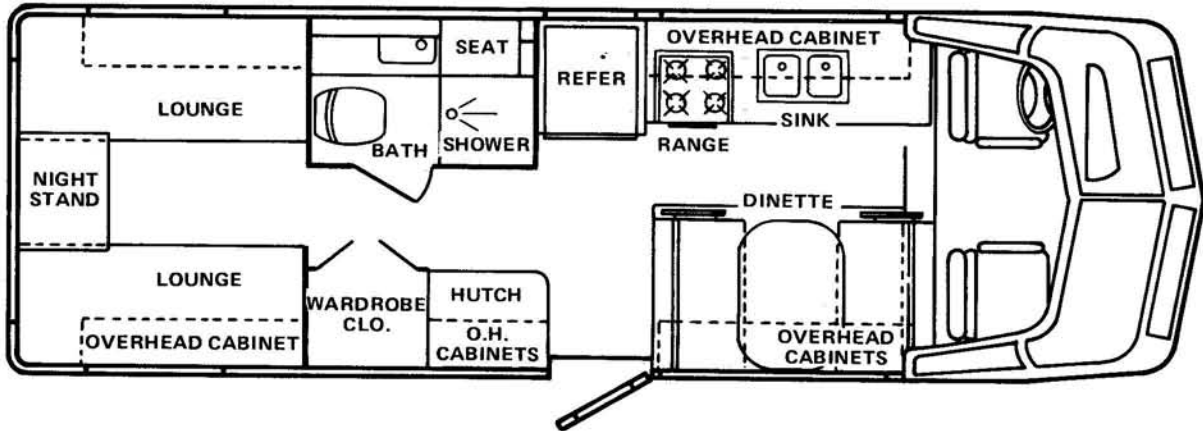 OVERHEAD CABINET
SEAT
REFER
LOUNGE
SINK
BATH
SHOWER
RANGE
NIGHT
STAND
DINETTE
LOUNGE
WARDROBE
CLO.
HUTCH
O.H.
CABINETS
OVERHEAD CABINET
OVERHEAD
CABINETS